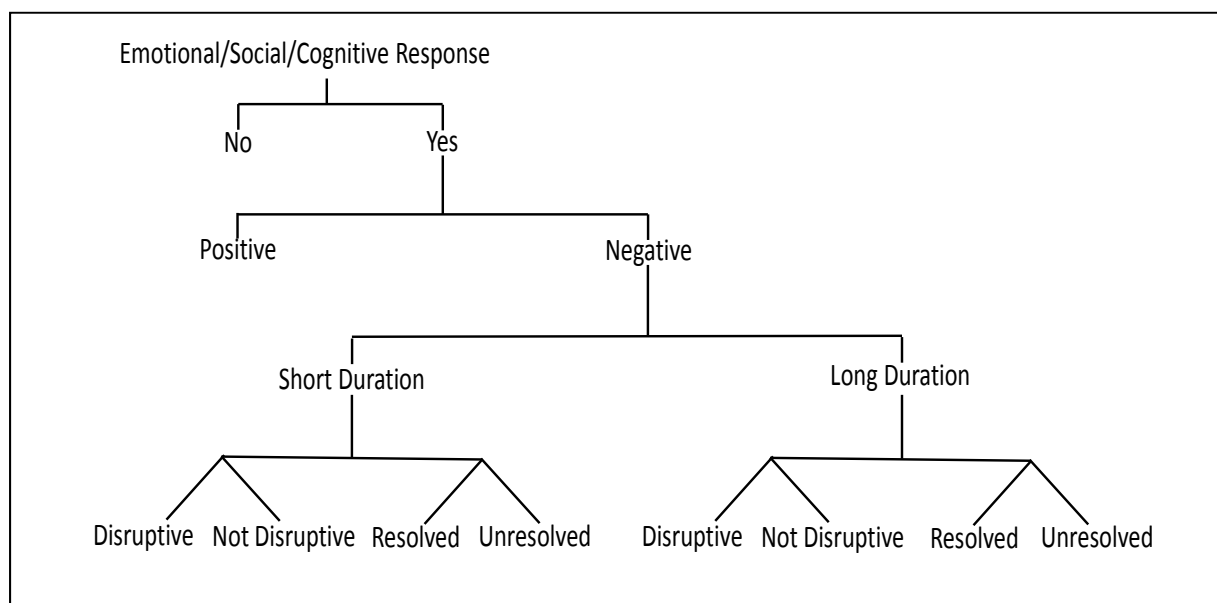 Emotional/Social/Cognitive Response
No
Yes
Positive
Negative
Short Duration
Long Duration
Disruptive
Not Disruptive
Resolved
Unresolved
Disruptive
Not Disruptive
Resolved
Unresolved